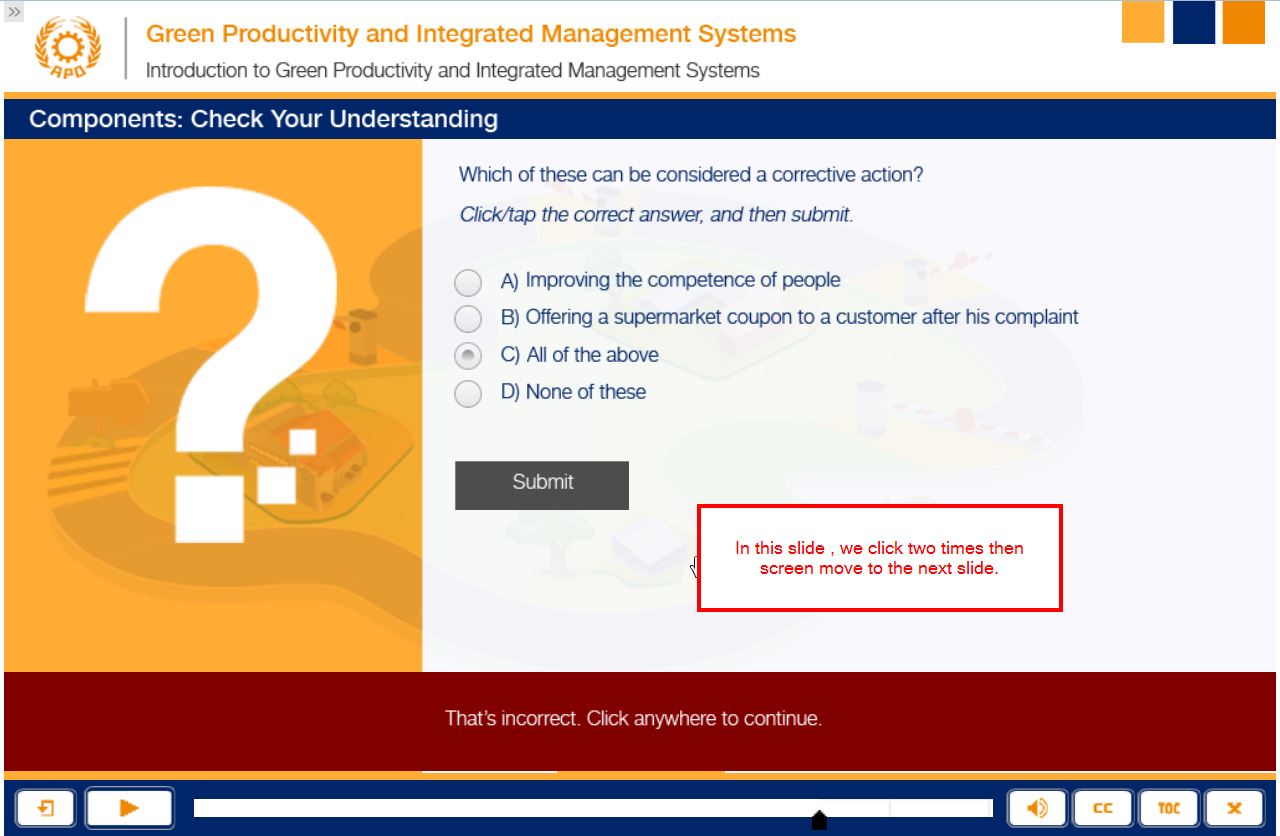 »
APO
Green Productivity and Integrated Management Systems
Introduction to Green Productivity and Integrated Management Systems
Components: Check Your Understanding
Which of these can be considered a corrective action?
Click/tap the correct answer, and then submit.
A) Improving the competence of people
B) Offering a supermarket coupon to a customer after his complaint
C) All of the above
D) None of these
Submit
In this slide , we click two times then
screen move to the next slide.
That's incorrect. Click anywhere to continue.
CC
TOC